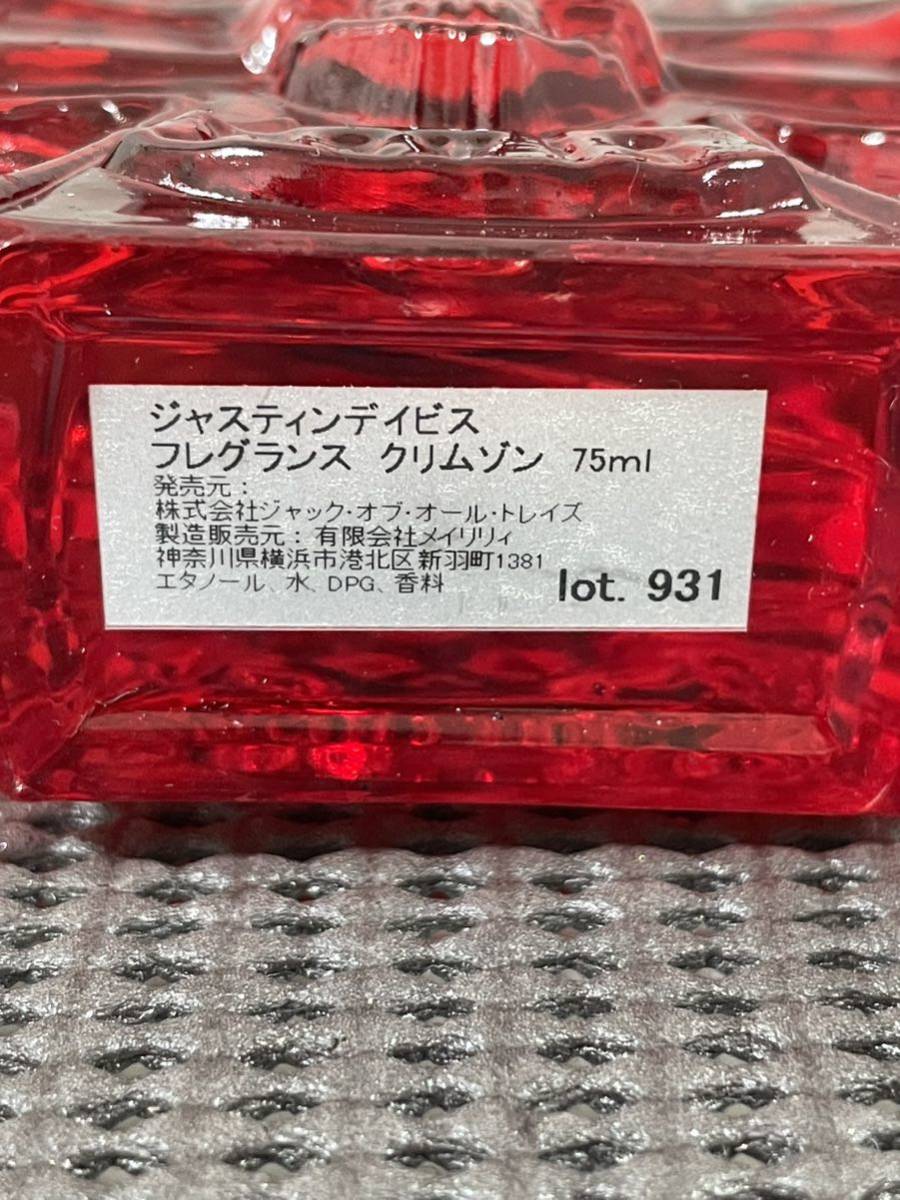 ジャスティンデイビス
フレグランス クリムゾン 75ml
発売元：
株式会社ジャック・オブ・オール・トレイズ
製造販売元：有限会社メイリリィ
神奈川県横浜市港北区新羽町1381
エタノール、水、DPG、香料
lot. 931